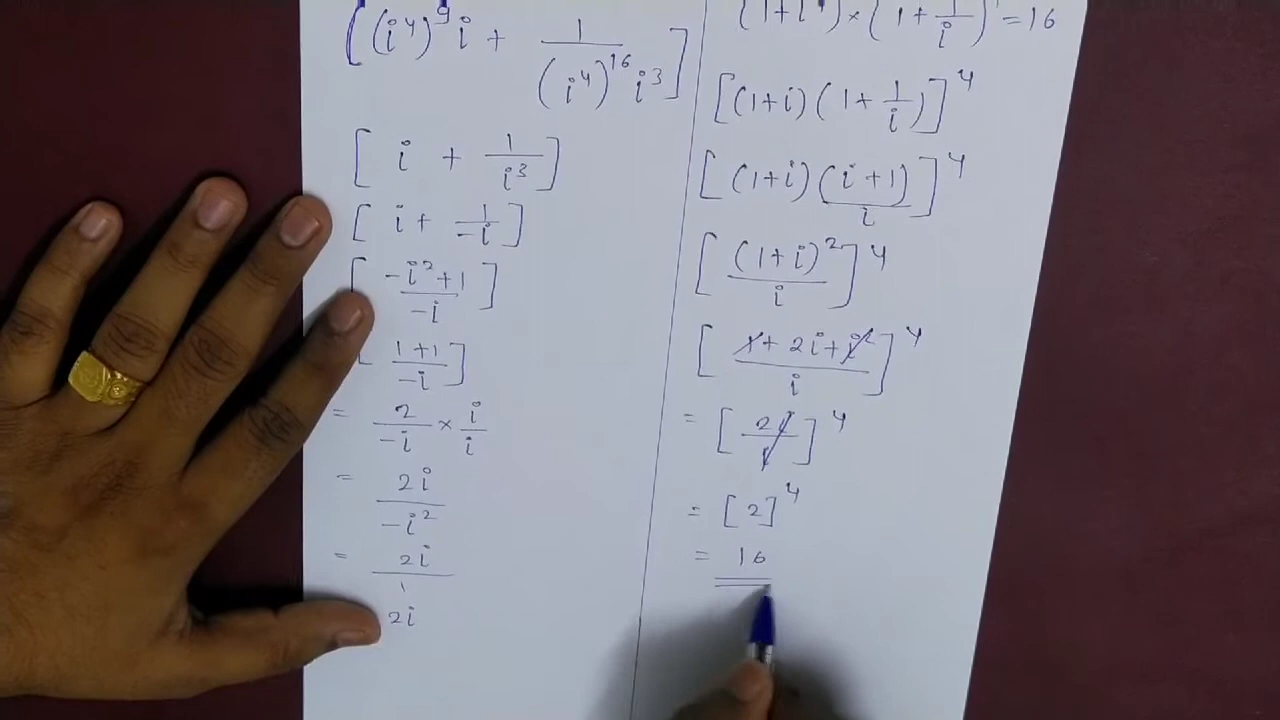 [(i⁴)⁹ i + 1/((i⁴)¹⁶ i³)]
[i + 1/i³]
[i + 1/-i]
[(-i² + 1)/-i]
[(1+1)/-i]
= 2/-i × i/i
= 2i/-i²
= 2i/1
2i
× (1 + 1/i) = 16
[(1+i)(1 + 1/i)]⁴
[(1+i)(i+1)/i]⁴
[(1+i)²/i]⁴
[(1 + 2i + i²)/i]⁴
= [2i/i]⁴
= [2]⁴
= 16